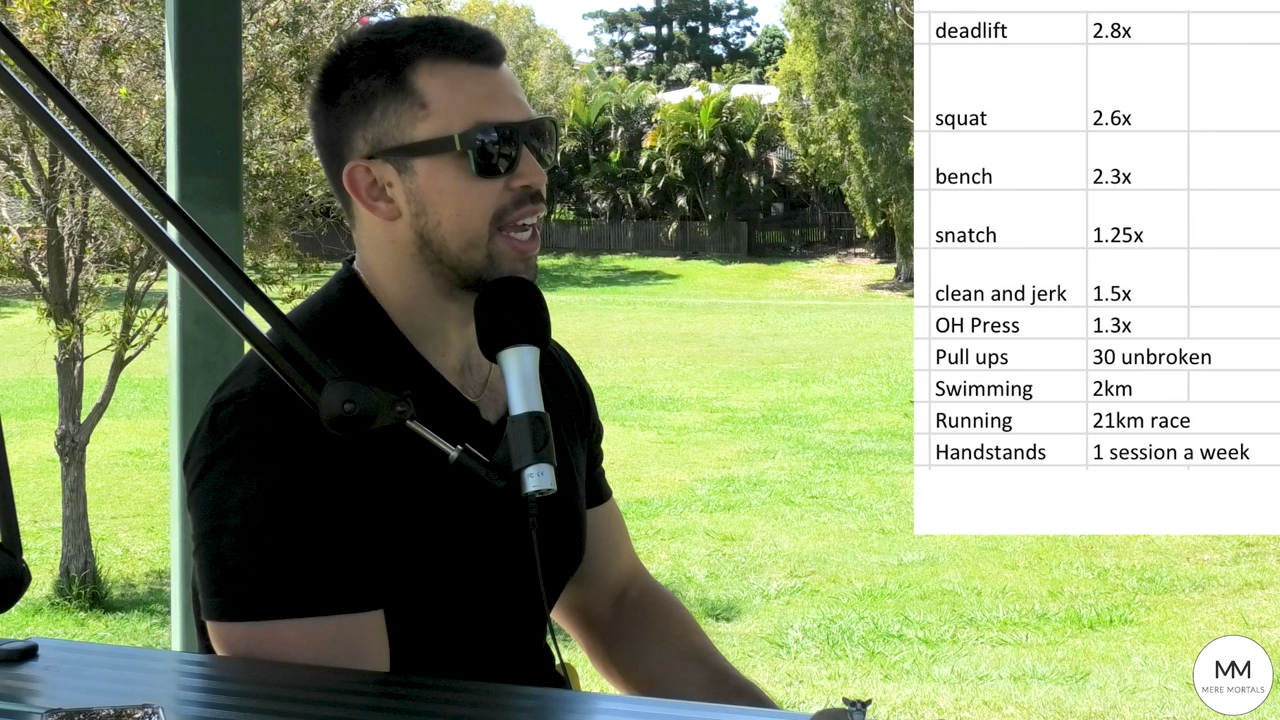 deadlift 2.8x
squat 2.6x
bench 2.3x
snatch 1.25x
clean and jerk 1.5x
OH Press 1.3x
Pull ups 30 unbroken
Swimming 2km
Running 21km race
Handstands 1 session a week
MM
MERE MORTALS